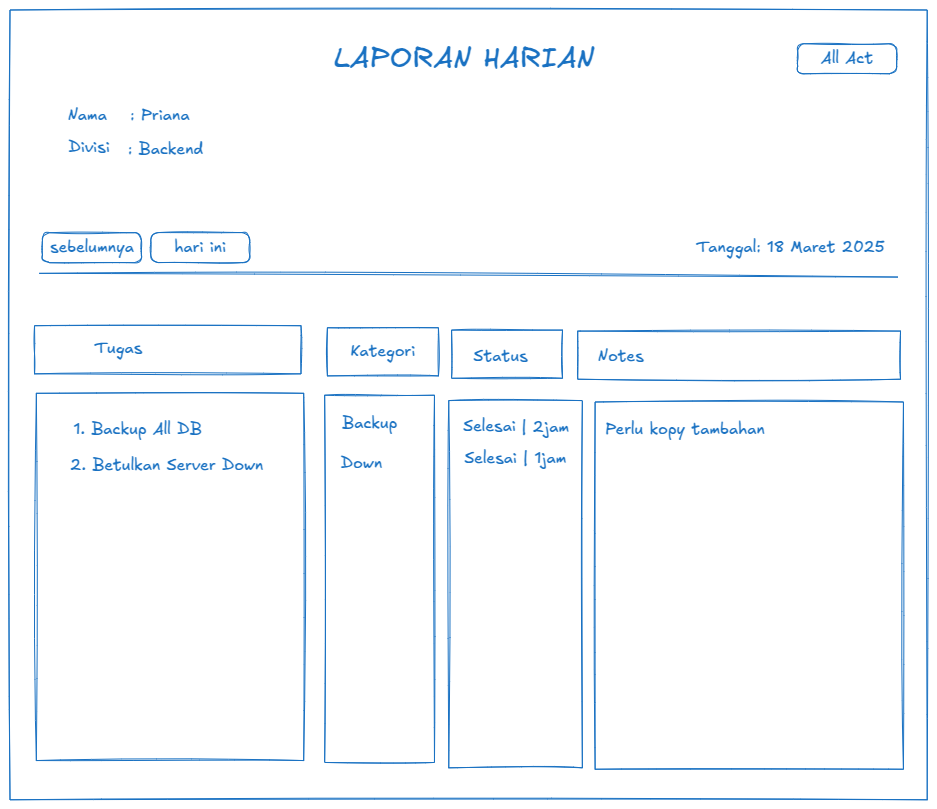 LAPORAN HARIAN
All Act
Nama : Priana
Divisi : Backend
sebelumnya
hari ini
Tanggal: 18 Maret 2025
Tugas
Kategori
Status
Notes
1. Backup All DB
2. Betulkan Server Down
Backup
Down
Selesai | 2jam
Selesai | 1jam
Perlu kopy tambahan